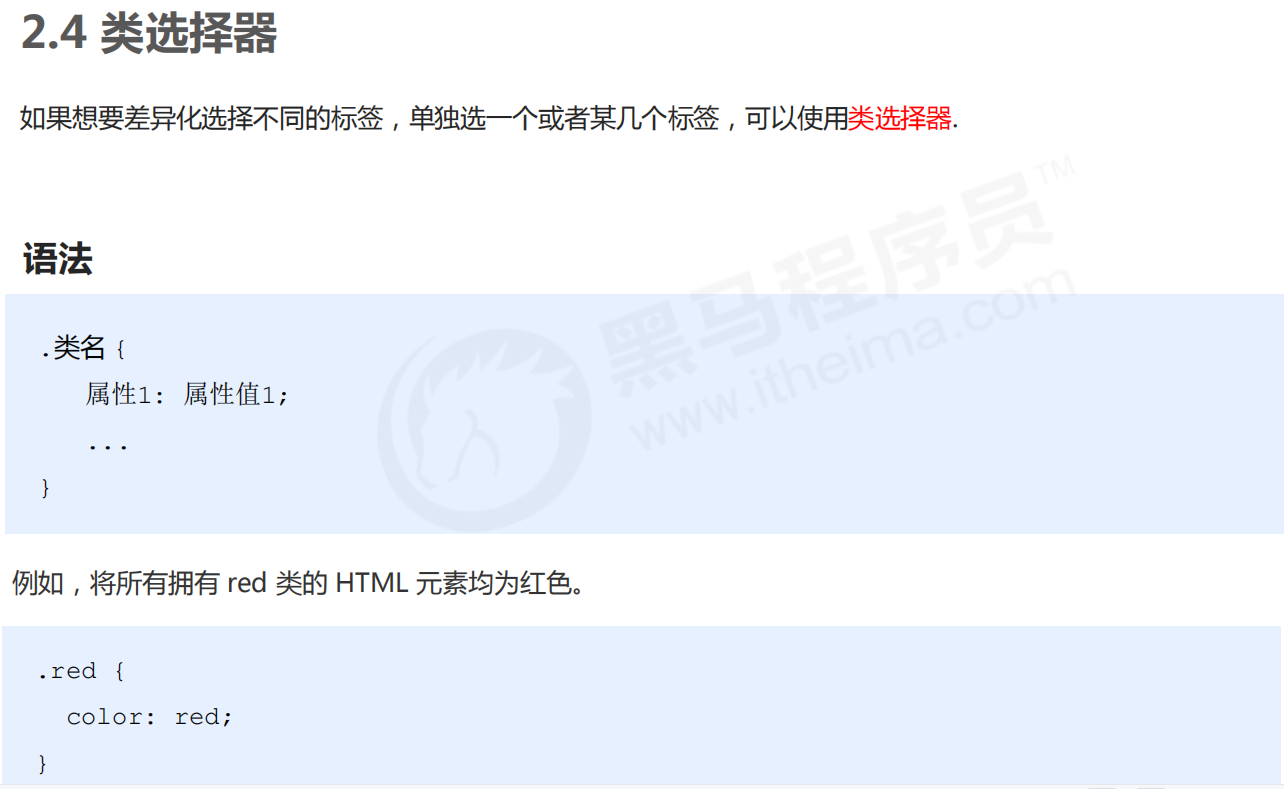 2.4 类选择器
如果想要差异化选择不同的标签，单独选一个或者某几个标签，可以使用类选择器.
语法
.类名 {
属性1: 属性值1;
...
}
例如，将所有拥有 red 类的 HTML 元素均为红色。
.red {
color: red;
}
黑马程序员™
www.itheima.com